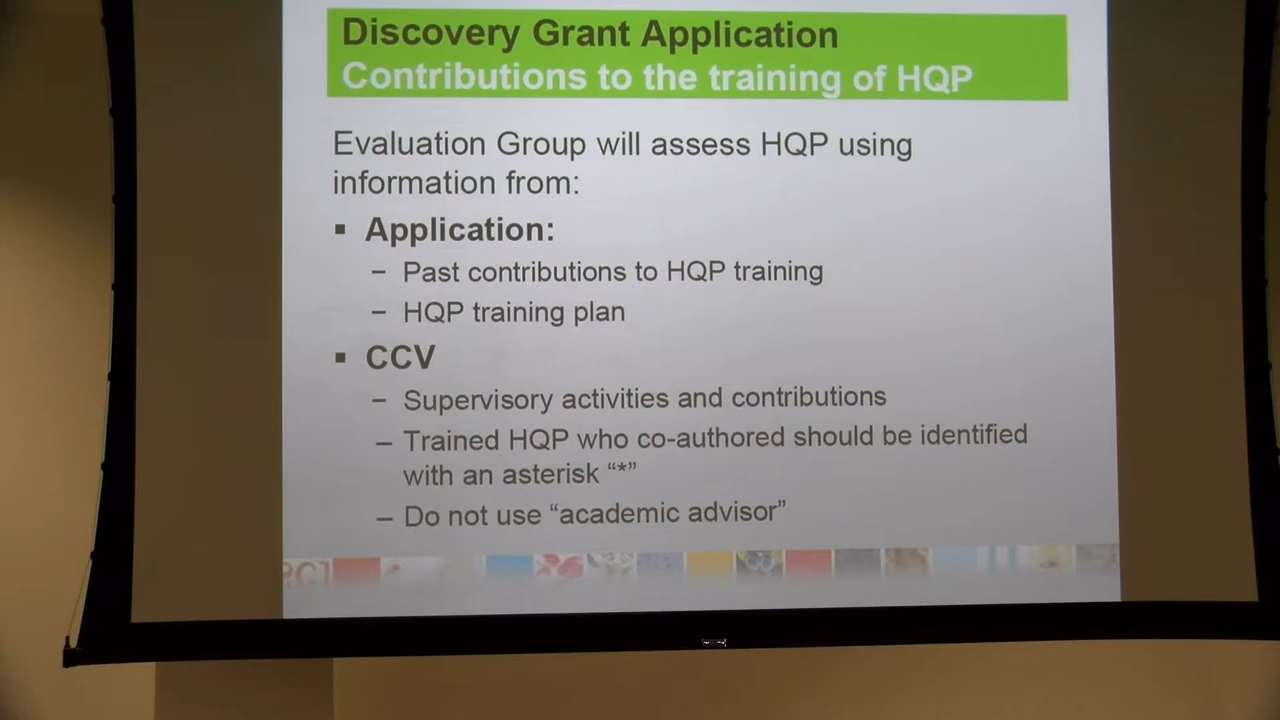 Discovery Grant Application
Contributions to the training of HQP
Evaluation Group will assess HQP using
information from:
▪ Application:
– Past contributions to HQP training
– HQP training plan
▪ CCV
– Supervisory activities and contributions
– Trained HQP who co-authored should be identified
with an asterisk “*”
– Do not use “academic advisor”